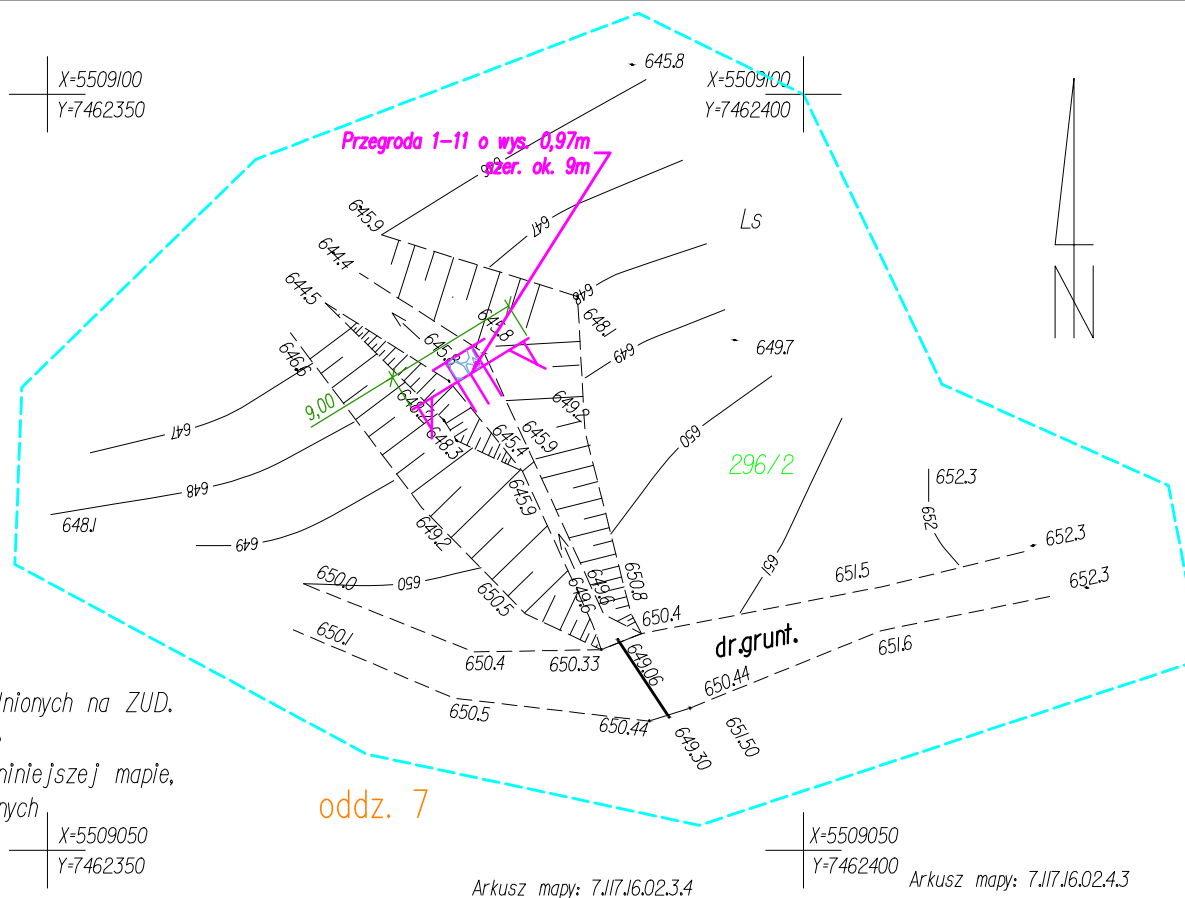 X=5509100
Y=7462350
645.8
X=5509100
Y=7462400
Przegroda 1-11 o wys. 0,97m
szer. ok. 9m
645.9
647
Ls
644.4
644.5
648
648.1
645.8
649
649.7
646.6
9,00
649.2
650
647
645.4
645.9
648.3
296/2
648
648.1
645.9
652.3
652
649.2
649
652.3
651
651.5
652.3
650.0
650
650.5
649.6
649.6
650.8
650.4
650.1
dr.grunt.
651.6
650.4
650.33
649.06
650.44
650.5
650.44
651.50
649.30
nionych na ZUD.
niniejszej mapie,
nych
oddz. 7
X=5509050
Y=7462350
X=5509050
Y=7462400
Arkusz mapy: 7.117.16.02.3.4
Arkusz mapy: 7.117.16.02.4.3
N